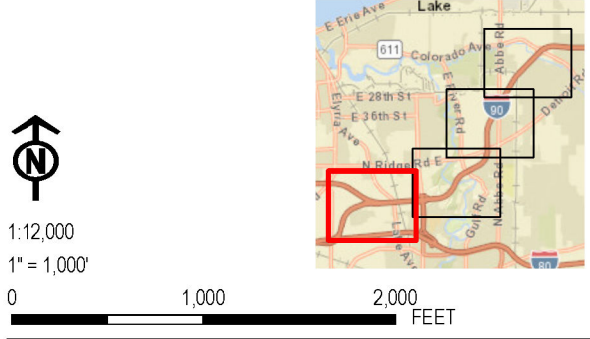 Lake
E Erie Ave
611
Colorado Ave
Abbe Rd
E 28th St
E 36th St
E River Rd
Elyria Ave
90
Detroit Rd
N Ridge Rd E
N Abbe Rd
Gulf Rd
Lake Ave
80
N
1:12,000
1" = 1,000'
0 1,000 2,000
FEET